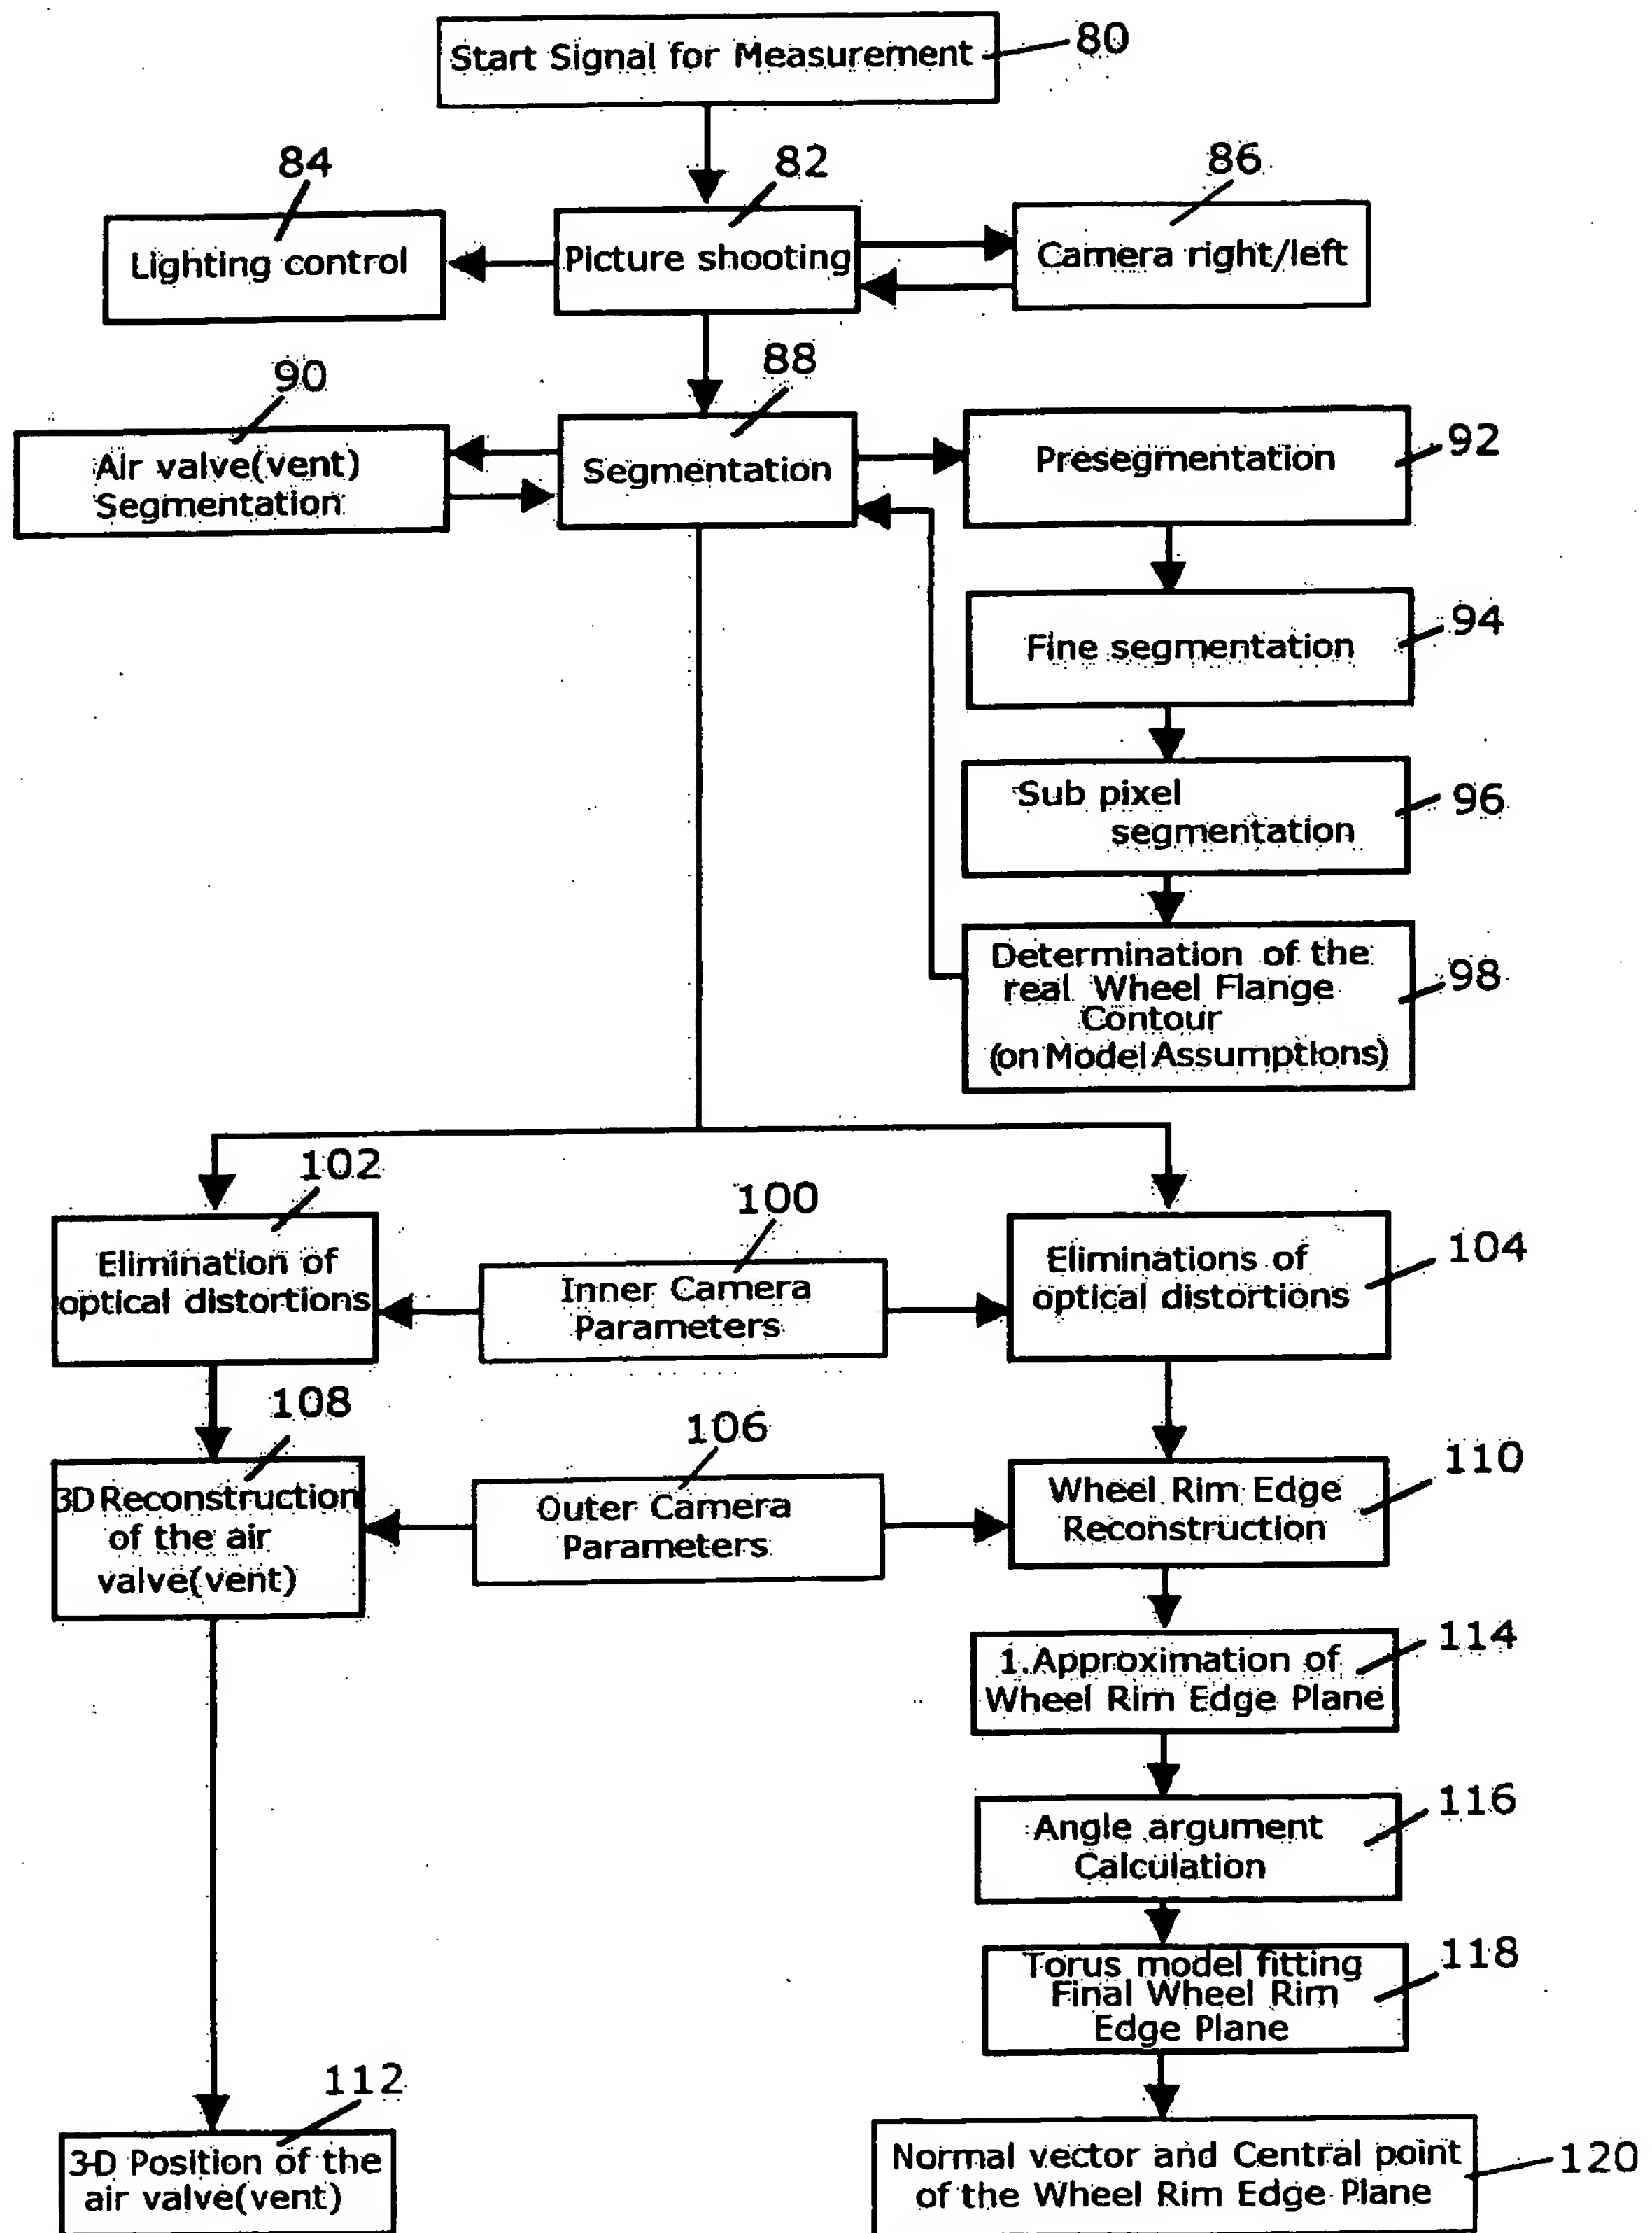 Start Signal for Measurement
80
84
82
86
Lighting control
Picture shooting
Camera right/left
90
88
Air valve(vent)
Segmentation
Segmentation
Presegmentation
92
Fine segmentation
94
Sub pixel
segmentation
96
Determination of the
real Wheel Flange
Contour
(on Model Assumptions)
98
102
100
Elimination of
optical distortions
Inner Camera
Parameters
Eliminations of
optical distortions
104
108
106
3D Reconstruction
of the air
valve(vent)
Outer Camera
Parameters
Wheel Rim Edge
Reconstruction
110
1.Approximation of
Wheel Rim Edge Plane
114
Angle argument
Calculation
116
Torus model fitting
Final Wheel Rim
Edge Plane
118
112
3-D Position of the
air valve(vent)
Normal vector and Central point
of the Wheel Rim Edge Plane
120